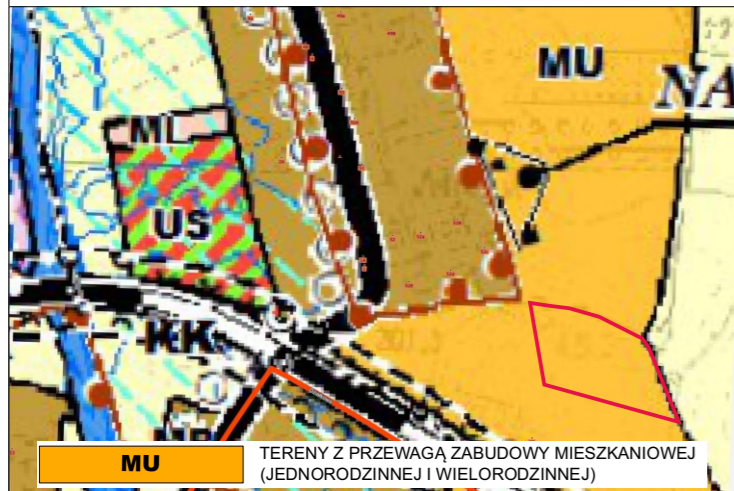 MU
NA
ML
US
KK
MU
TERENY Z PRZEWAGĄ ZABUDOWY MIESZKANIOWEJ
(JEDNORODZINNEJ I WIELORODZINNEJ)